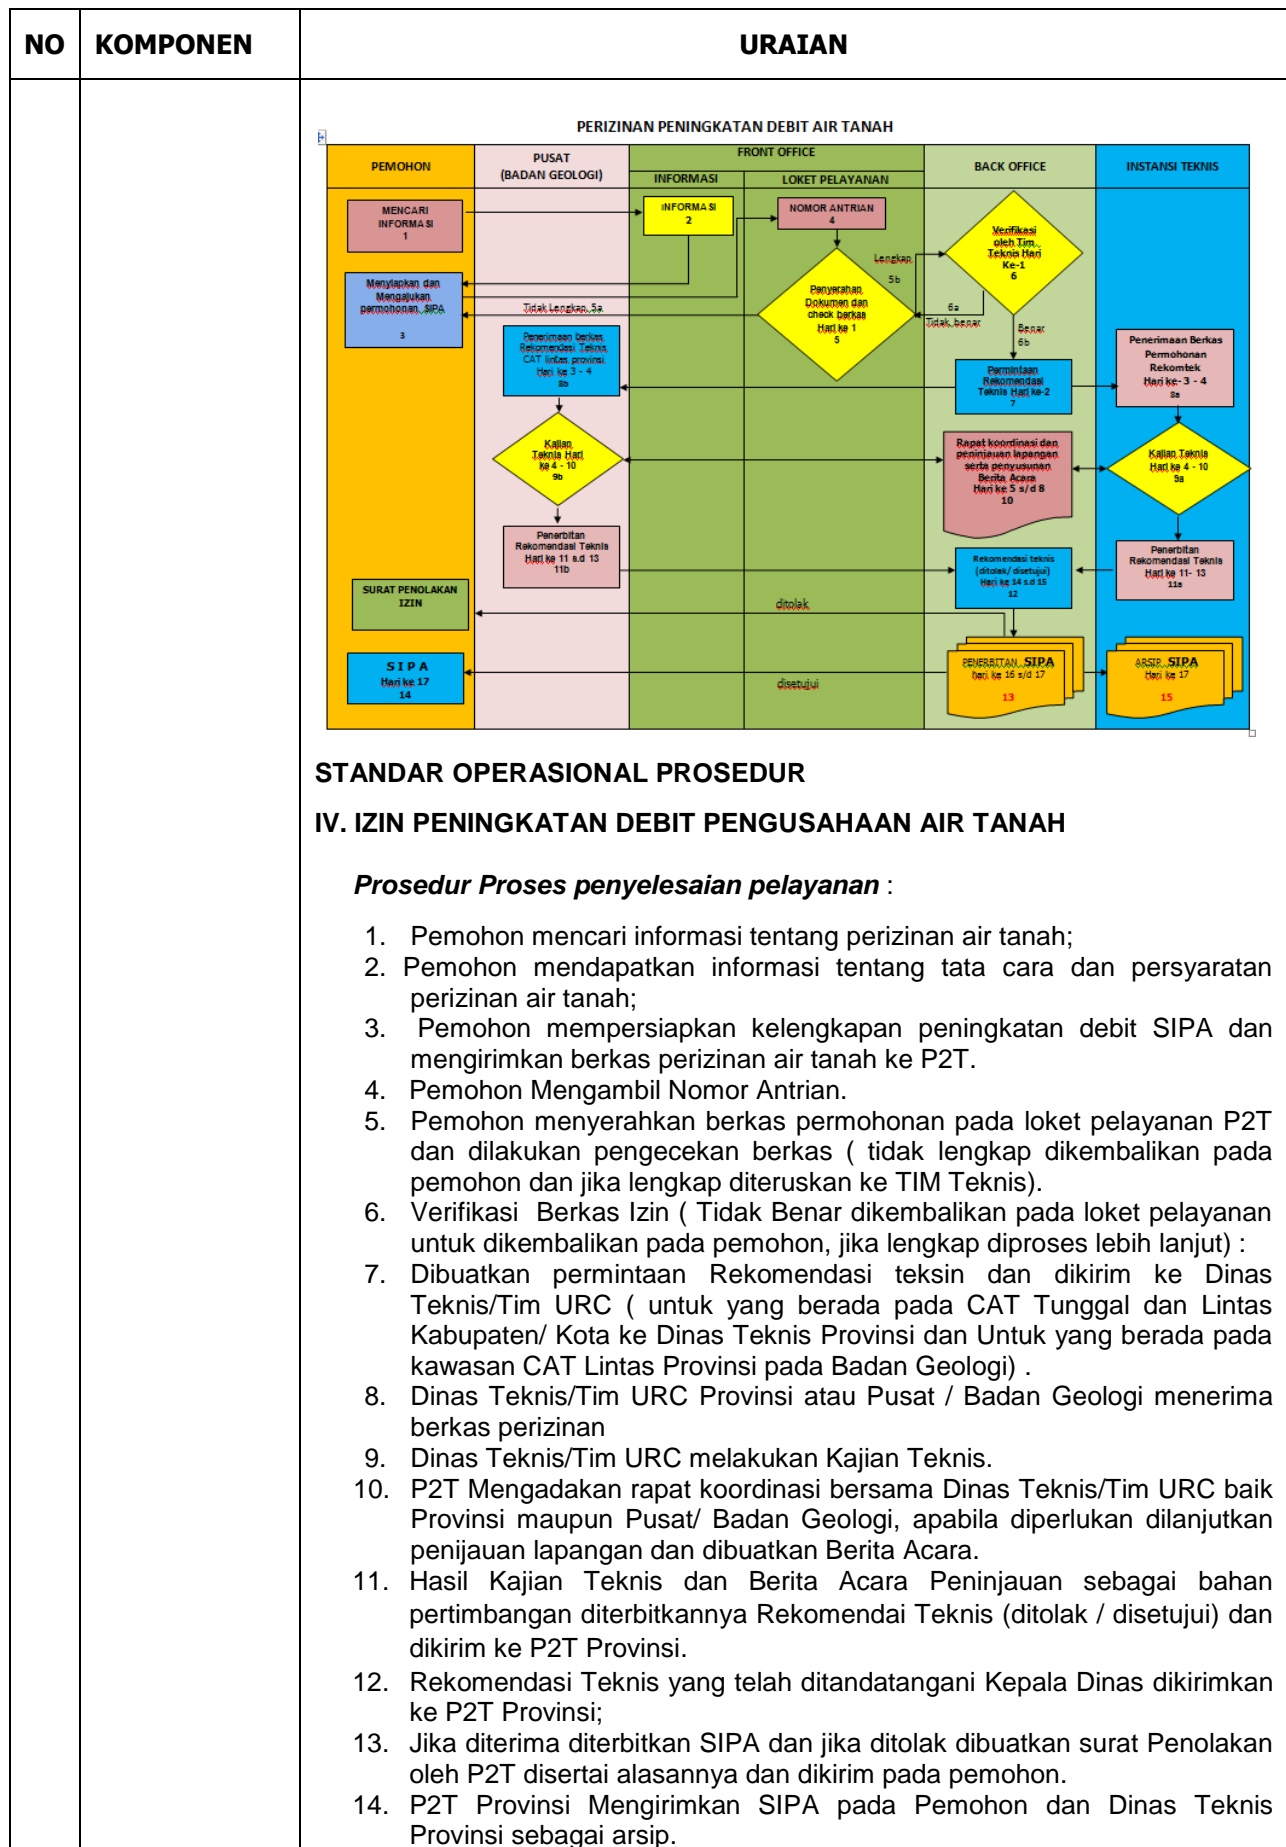 NO KOMPONEN URAIAN
PERIZINAN PENINGKATAN DEBIT AIR TANAH
PEMOHON
PUSAT
(BADAN GEOLOGI)
FRONT OFFICE
INFORMASI
LOKET PELAYANAN
BACK OFFICE
INSTANSI TEKNIS
MENCARI
INFORMASI
1
INFORMASI
2
NOMOR ANTRIAN
4
Verifikasi
oleh Tim
Teknis Hari
Ke-1
6
Lengkap
5b
Menyiapkan dan
Mengajukan
permohonan SIPA
3
Tidak Lengkap 5a
Penyerahan
Dokumen dan
check berkas
Hari ke 1
5
6a
Tidak benar
Benar
6b
Penerimaan berkas
Rekomendasi Teknis
CAT lintas provinsi
Hari ke 3 - 4
8b
Permintaan
Rekomendasi
Teknis Hari ke-2
7
Penerimaan Berkas
Permohonan
Rekomtek
Hari ke- 3 - 4
8a
Kajian
Teknis Hari
ke 4 - 10
9b
Rapat koordinasi dan
peninjauan lapangan
serta penyusunan
Berita Acara
Hari ke 5 s/d 8
10
Kajian Teknis
Hari ke 4 - 10
9a
Penerbitan
Rekomendasi Teknis
Hari ke 11 s.d 13
11b
Rekomendasi teknis
(ditolak/ disetujui)
Hari ke 14 s.d 15
12
Penerbitan
Rekomendasi Teknis
Hari ke 11- 13
11a
SURAT PENOLAKAN
IZIN
ditolak
S I P A
Hari ke 17
14
disetujui
PENERBITAN SIPA
hari ke 16 s/d 17
13
ARSIP SIPA
Hari ke 17
15
STANDAR OPERASIONAL PROSEDUR
IV. IZIN PENINGKATAN DEBIT PENGUSAHAAN AIR TANAH
Prosedur Proses penyelesaian pelayanan :
1. Pemohon mencari informasi tentang perizinan air tanah;
2. Pemohon mendapatkan informasi tentang tata cara dan persyaratan
perizinan air tanah;
3. Pemohon mempersiapkan kelengkapan peningkatan debit SIPA dan
mengirimkan berkas perizinan air tanah ke P2T.
4. Pemohon Mengambil Nomor Antrian.
5. Pemohon menyerahkan berkas permohonan pada loket pelayanan P2T
dan dilakukan pengecekan berkas ( tidak lengkap dikembalikan pada
pemohon dan jika lengkap diteruskan ke TIM Teknis).
6. Verifikasi Berkas Izin ( Tidak Benar dikembalikan pada loket pelayanan
untuk dikembalikan pada pemohon, jika lengkap diproses lebih lanjut) :
7. Dibuatkan permintaan Rekomendasi teksin dan dikirim ke Dinas
Teknis/Tim URC ( untuk yang berada pada CAT Tunggal dan Lintas
Kabupaten/ Kota ke Dinas Teknis Provinsi dan Untuk yang berada pada
kawasan CAT Lintas Provinsi pada Badan Geologi) .
8. Dinas Teknis/Tim URC Provinsi atau Pusat / Badan Geologi menerima
berkas perizinan
9. Dinas Teknis/Tim URC melakukan Kajian Teknis.
10. P2T Mengadakan rapat koordinasi bersama Dinas Teknis/Tim URC baik
Provinsi maupun Pusat/ Badan Geologi, apabila diperlukan dilanjutkan
penijauan lapangan dan dibuatkan Berita Acara.
11. Hasil Kajian Teknis dan Berita Acara Peninjauan sebagai bahan
pertimbangan diterbitkannya Rekomendai Teknis (ditolak / disetujui) dan
dikirim ke P2T Provinsi.
12. Rekomendasi Teknis yang telah ditandatangani Kepala Dinas dikirimkan
ke P2T Provinsi;
13. Jika diterima diterbitkan SIPA dan jika ditolak dibuatkan surat Penolakan
oleh P2T disertai alasannya dan dikirim pada pemohon.
14. P2T Provinsi Mengirimkan SIPA pada Pemohon dan Dinas Teknis
Provinsi sebagai arsip.